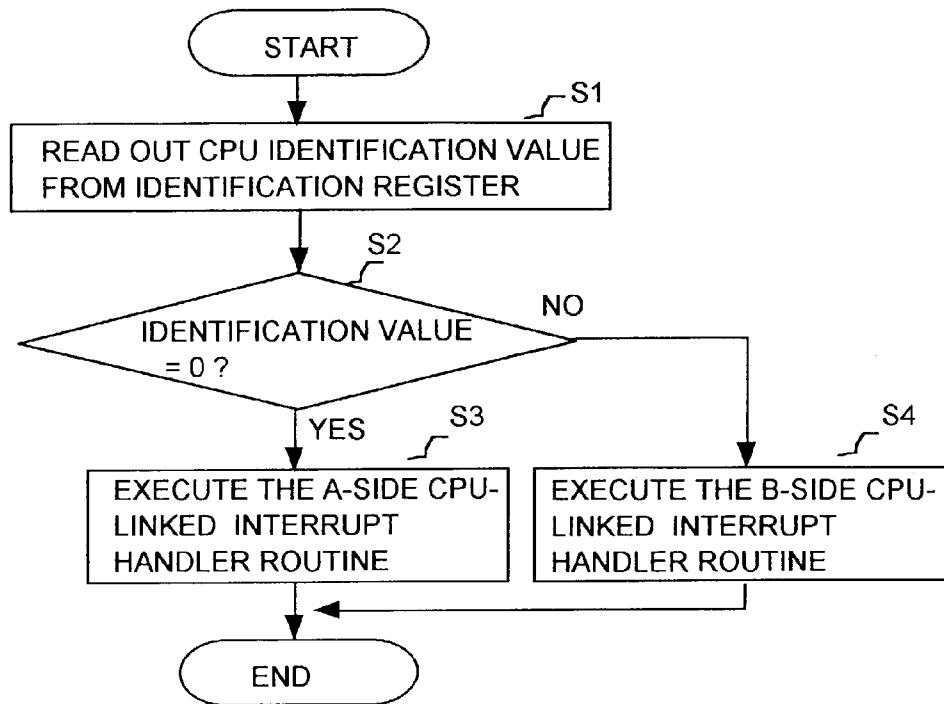 START
S1
READ OUT CPU IDENTIFICATION VALUE
FROM IDENTIFICATION REGISTER
S2
IDENTIFICATION VALUE
= 0 ?
NO
YES
S3
EXECUTE THE A-SIDE CPU-
LINKED INTERRUPT
HANDLER ROUTINE
S4
EXECUTE THE B-SIDE CPU-
LINKED INTERRUPT
HANDLER ROUTINE
END